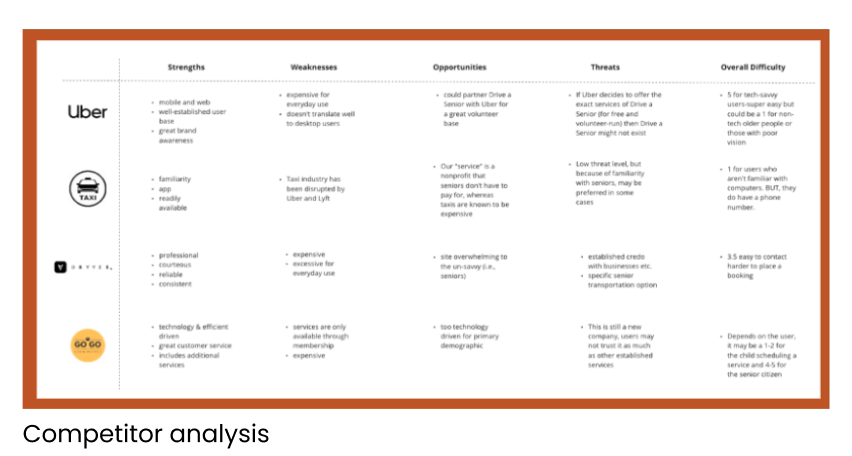 Strengths
Weaknesses
Opportunities
Threats
Overall Difficulty
Uber
• mobile and web
• well-established user
base
• great brand
awareness
• expensive for
everyday use
• doesn't translate well
to desktop users
• could partner Drive a
Senior with Uber for
a great volunteer
base
• If Uber decides to offer the
exact services of Drive a
Senior (for free and
volunteer-run) then Drive a
Senior might not exist
• 5 for tech-savvy
users-super easy but
could be a 1 for non-
tech older people or
those with poor
vision
TAXI
• familiarity
• app
• readily
available
• Taxi industry has
been disrupted by
Uber and Lyft
• Our "service" is a
nonprofit that
seniors don't have to
pay for, whereas
taxis are known to be
expensive
• Low threat level, but
because of familiarity
with seniors, may be
preferred in some
cases
• 1 for users who
aren't familiar with
computers. BUT, they
do have a phone
number.
DRYVER.
• professional
• courteous
• reliable
• consistent
• expensive
• excessive for
everyday use
• site overwhelming to
the un-savvy (i.e.,
seniors)
• established credo
with businesses etc.
• specific senior
transportation option
• 3.5 easy to contact
harder to place a
booking
GO GO
• technology & efficient
driven
• great customer service
• includes additional
services
• services are only
available through
membership
• expensive
• too technology
driven for primary
demographic
• This is still a new
company, users may
not trust it as much
as other established
services
• Depends on the user,
it may be a 1-2 for
the child scheduling a
service and 4-5 for
the senior citizen
Competitor analysis